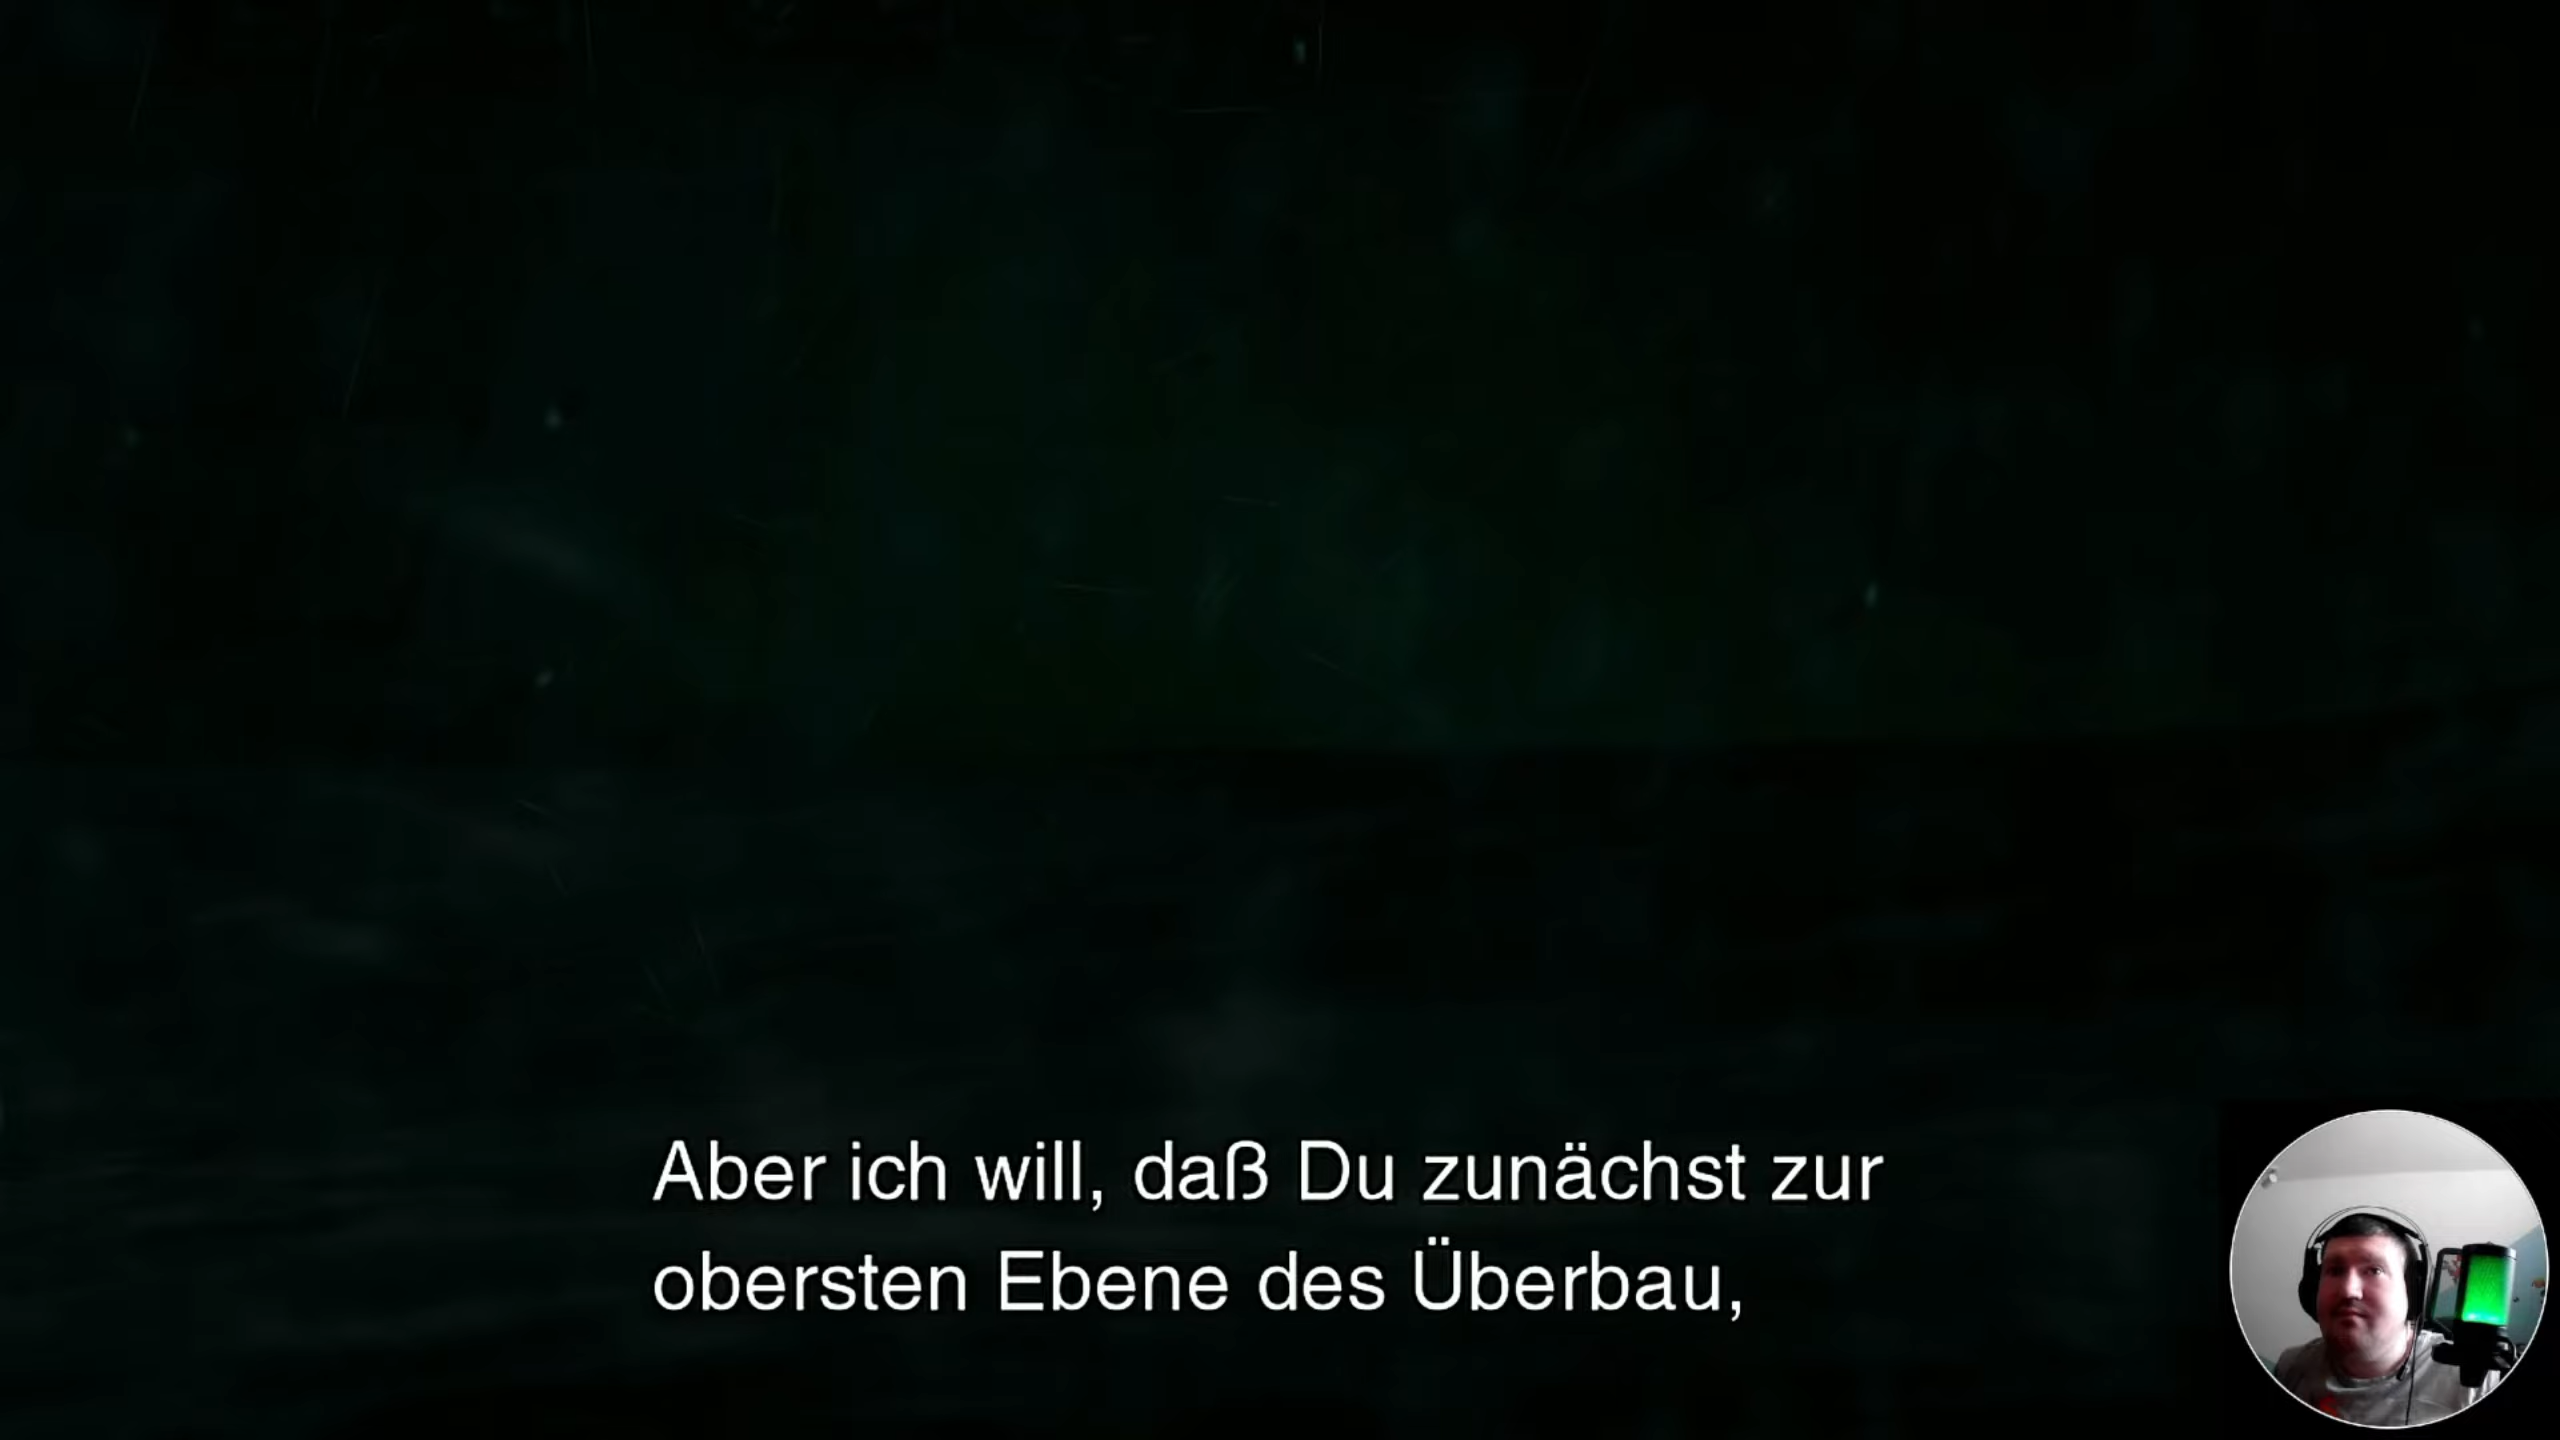 Aber ich will, daß Du zunächst zur
obersten Ebene des Überbau,